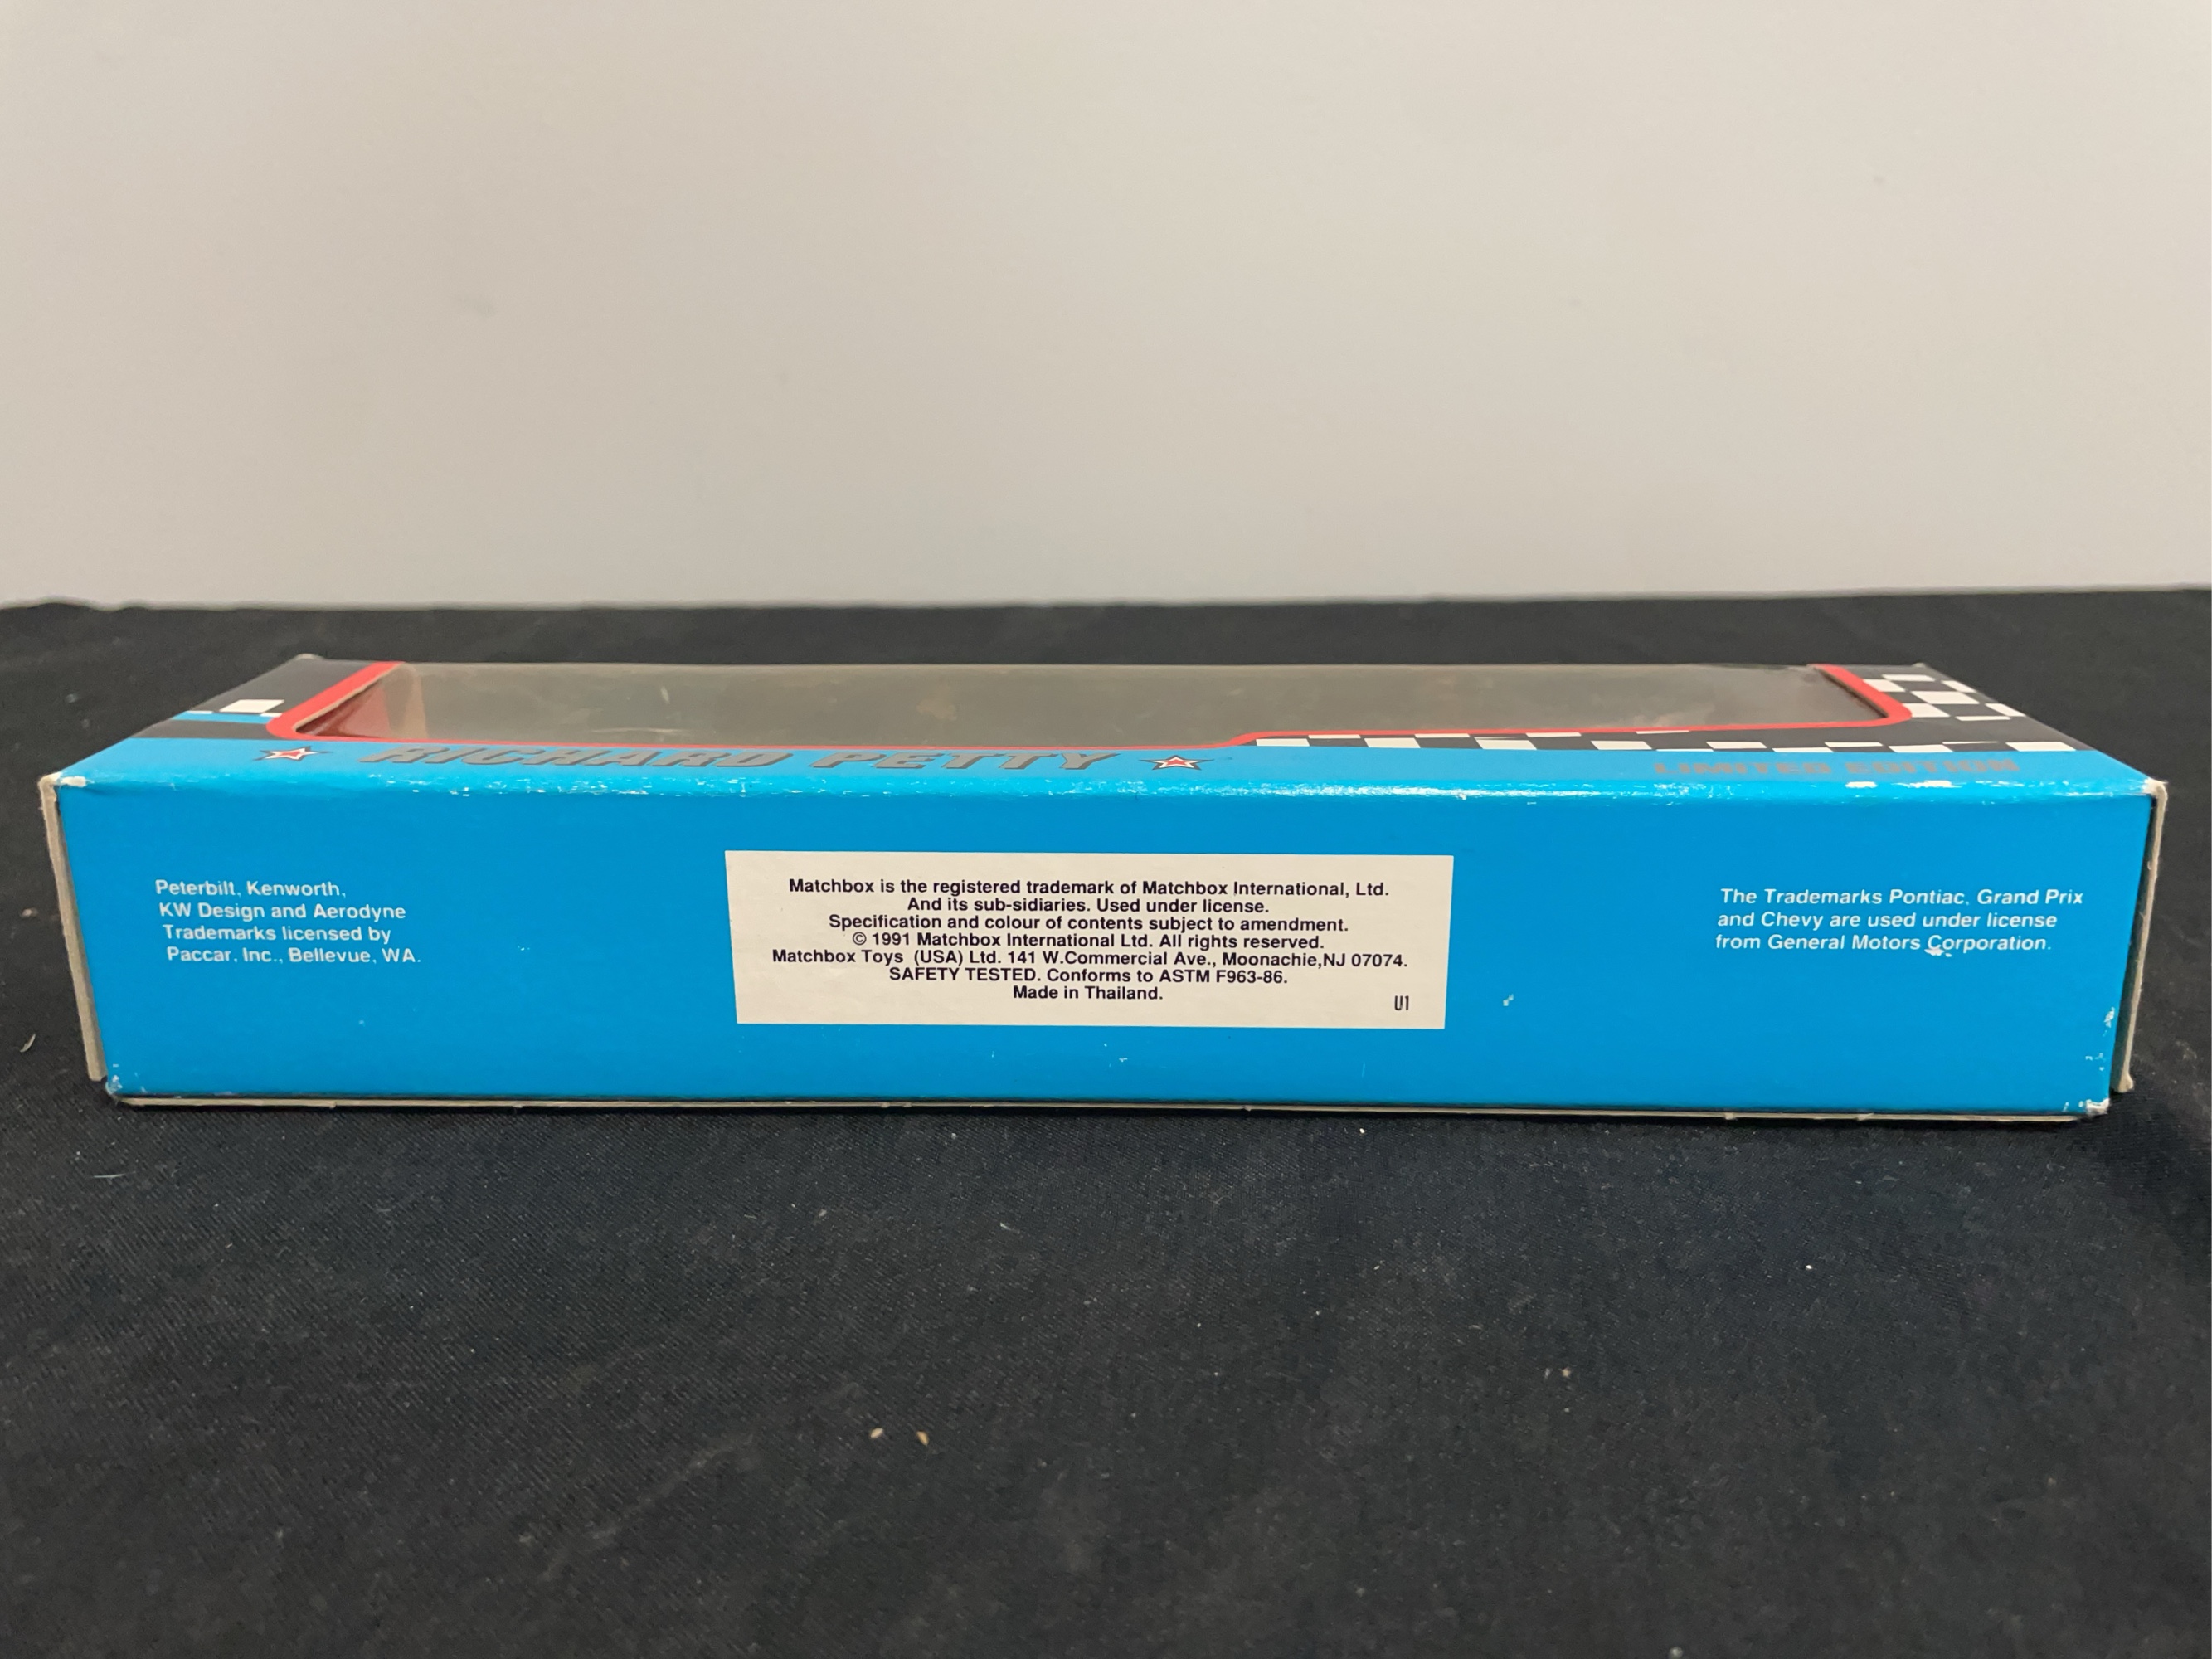 RICHARD PETTY
LIMITED EDITION
Peterbilt, Kenworth,
KW Design and Aerodyne
Trademarks licensed by
Paccar, Inc., Bellevue, WA.
Matchbox is the registered trademark of Matchbox International, Ltd.
And its sub-sidiaries. Used under license.
Specification and colour of contents subject to amendment.
© 1991 Matchbox International Ltd. All rights reserved.
Matchbox Toys (USA) Ltd. 141 W.Commercial Ave., Moonachie,NJ 07074.
SAFETY TESTED. Conforms to ASTM F963-86.
Made in Thailand.
U1
The Trademarks Pontiac, Grand Prix
and Chevy are used under license
from General Motors Corporation.